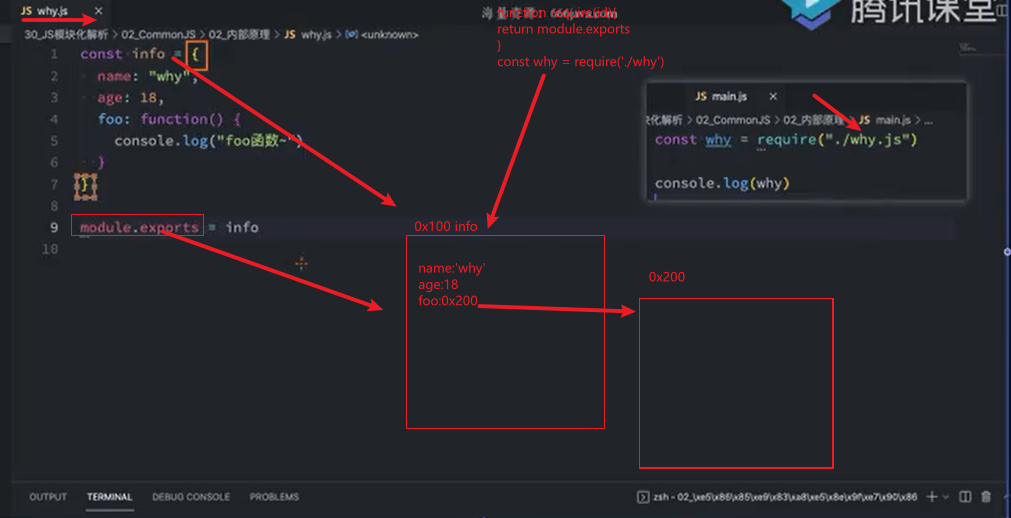 JS why.js ×
海量资源：666java.com
腾讯课堂
30_JS模块化解析 > 02_CommonJS > 02_内部原理 > JS why.js > <unknown>
return module.exports
}
const why = require('./why')
1 const info = {
2 name: "why",
3 age: 18,
4 foo: function() {
5 console.log("foo函数~")
6 }
7 }
8
9 module.exports = info
10
JS main.js ×
块化解析 > 02_CommonJS > 02_内部原理 > JS main.js > ...
const why = require("./why.js")
console.log(why)
0x100 info
name:'why'
age:18
foo:0x200
0x200
OUTPUT TERMINAL DEBUG CONSOLE PROBLEMS
zsh - 02_\xe5\x86\x85\xe9\x83\xa8\xe5\x8e\x9f\xe7\x90\x86